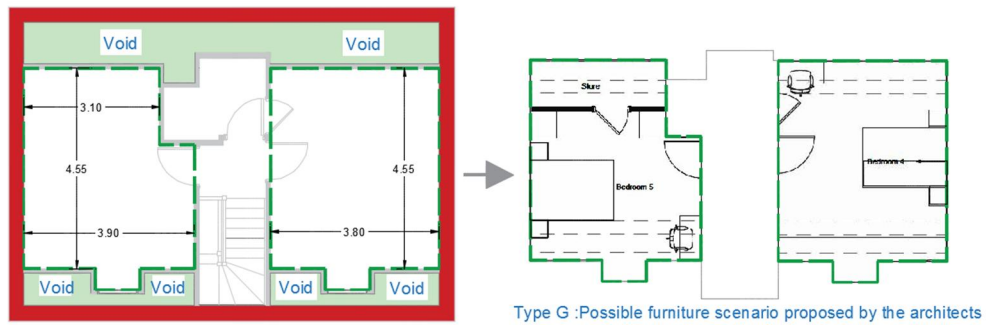 Void
Void
3.10
4.55
4.55
3.90
3.80
Void
Void
Void
Void
Store
Bedroom 5
Bedroom 4
Type G :Possible furniture scenario proposed by the architects